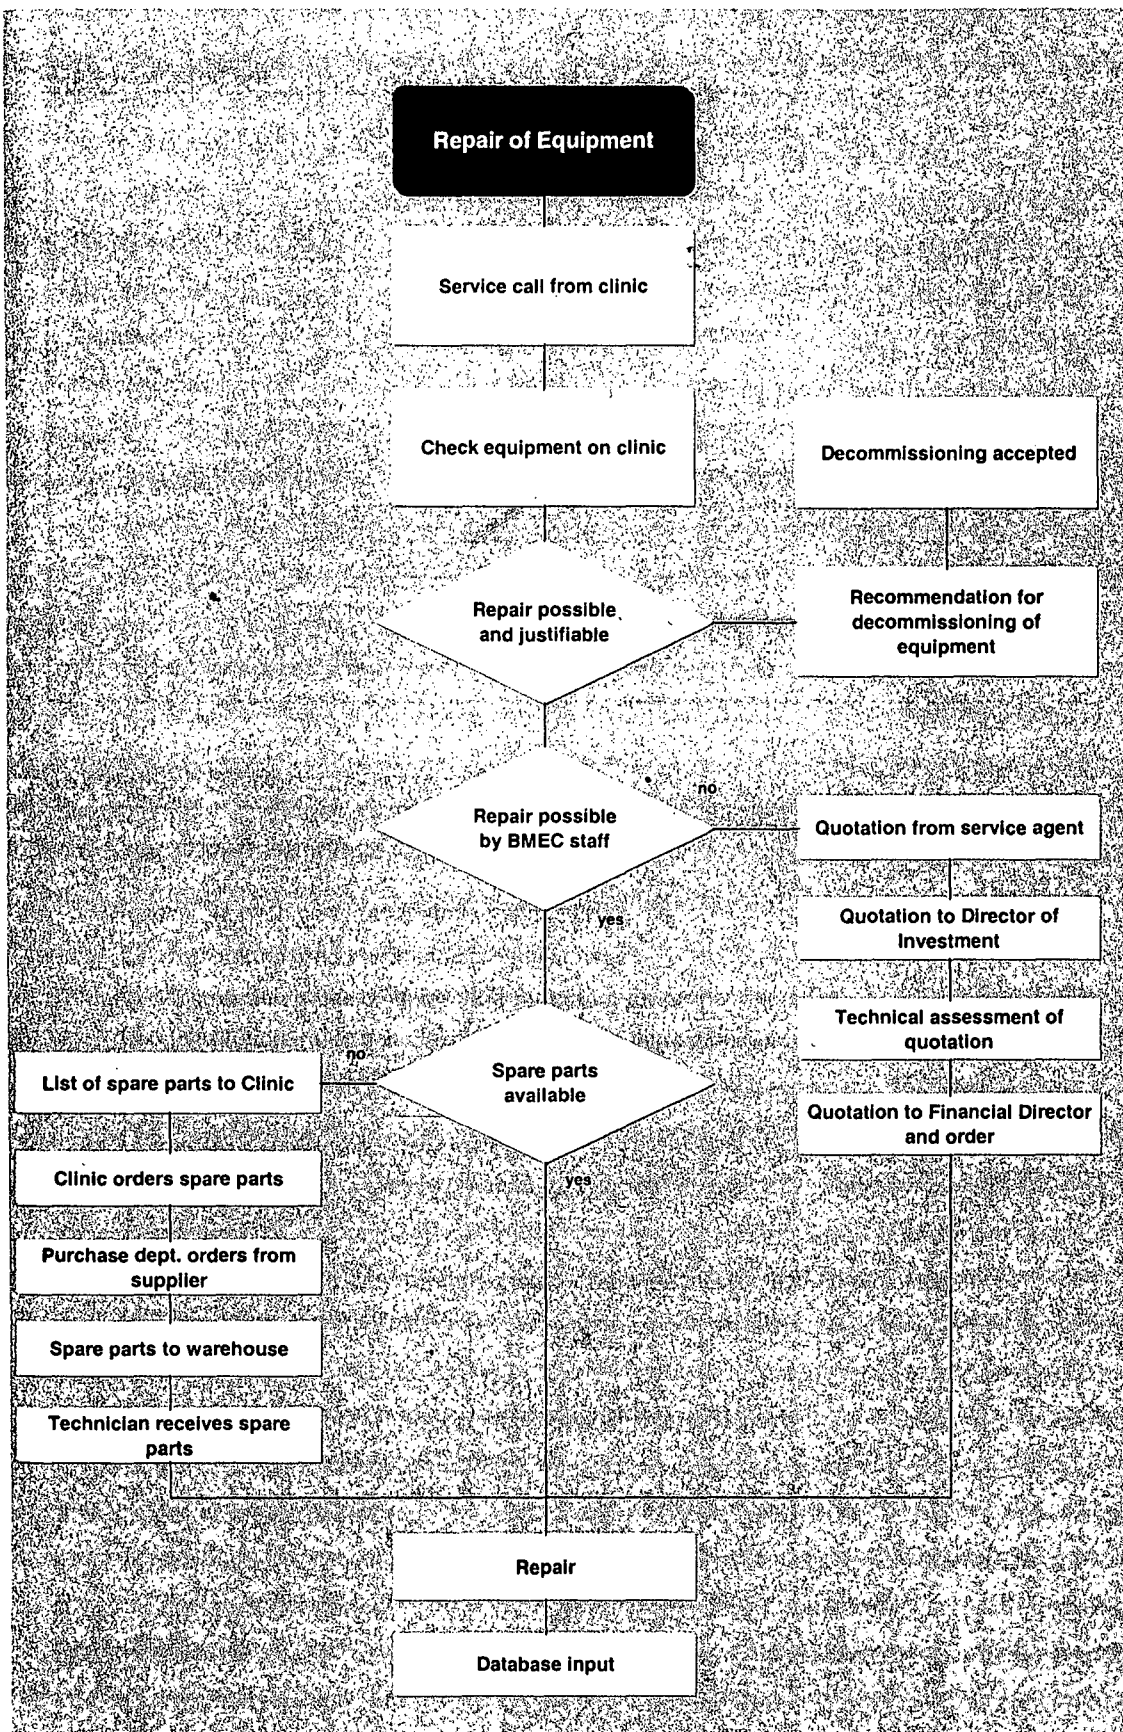 Repair of Equipment
Service call from clinic
Check equipment on clinic
Decommissioning accepted
Repair possible
and justifiable
Recommendation for
decommissioning of
equipment
Repair possible
by BMEC staff
no
Quotation from service agent
yes
Quotation to Director of
Investment
Technical assessment of
quotation
Spare parts
available
no
List of spare parts to Clinic
Quotation to Financial Director
and order
yes
Clinic orders spare parts
Purchase dept. orders from
supplier
Spare parts to warehouse
Technician receives spare
parts
Repair
Database input